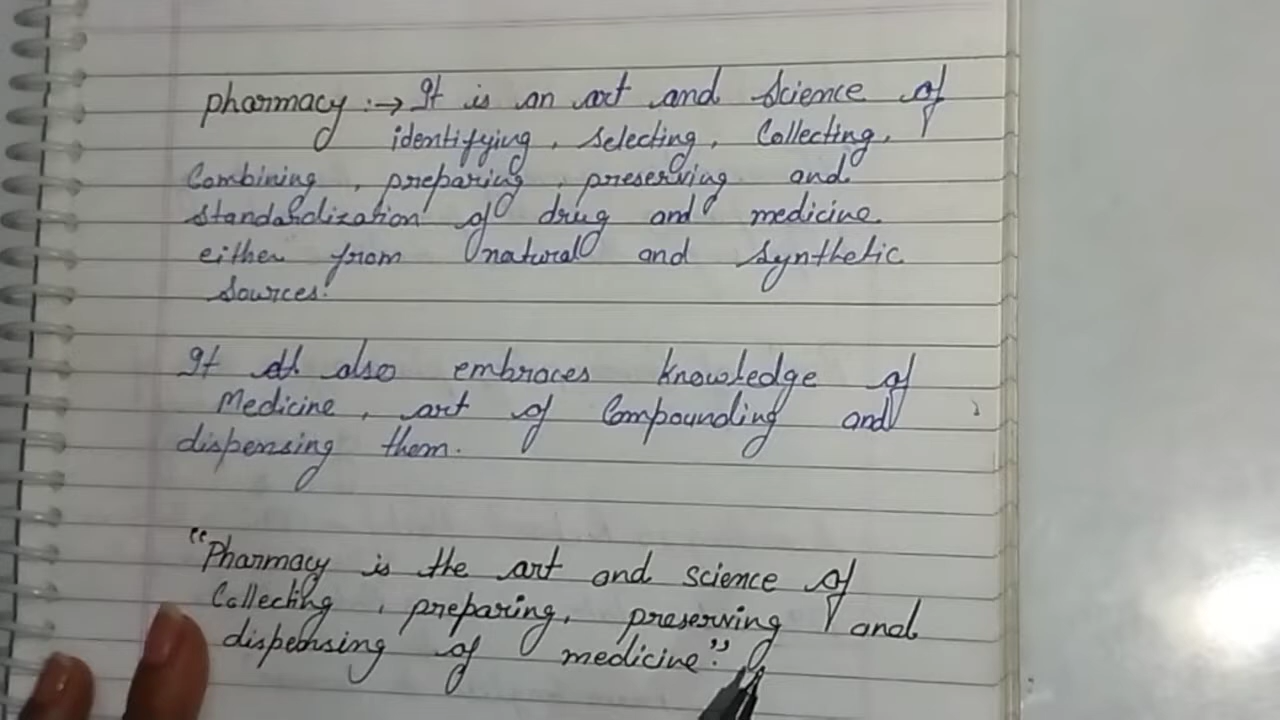 pharmacy :→ It is an art and Science of
identifying, selecting, Collecting,
Combining, preparing, preserving and
standardization of drug and medicine
either from natural and synthetic
sources.
It also embraces knowledge of
Medicine, art of Compounding and
dispensing them.
"Pharmacy is the art and science of
Collecting, preparing, preserving and
dispensing of medicine."